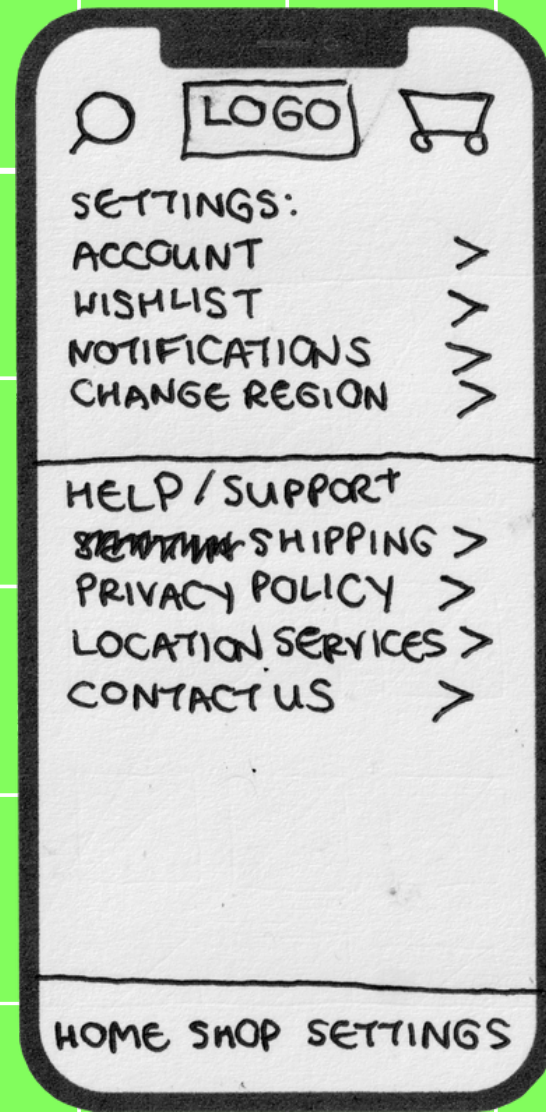 LOGO
SETTINGS:
ACCOUNT >
WISHLIST >
NOTIFICATIONS >
CHANGE REGION >
HELP / SUPPORT
SHIPPING >
PRIVACY POLICY >
LOCATION SERVICES >
CONTACT US >
HOME SHOP SETTINGS